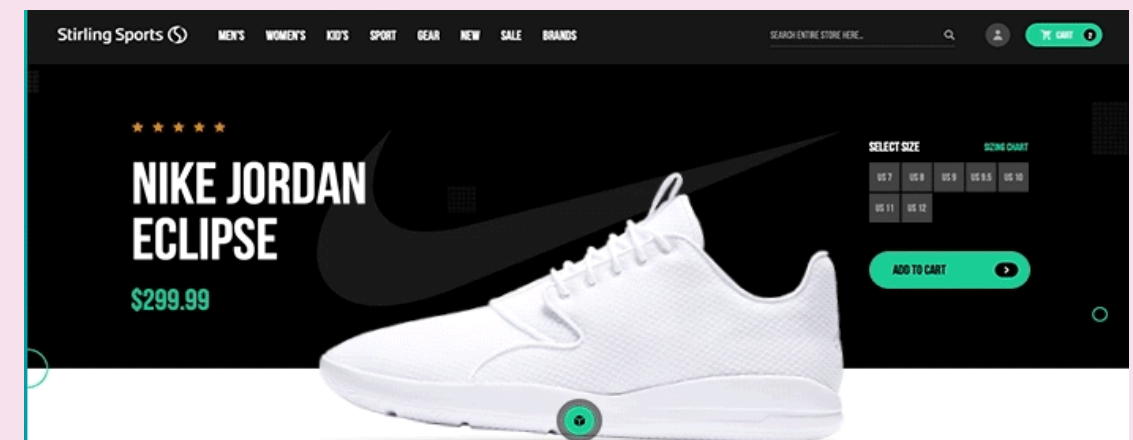 Stirling Sports
MEN'S WOMEN'S KID'S SPORT GEAR NEW SALE BRANDS
SEARCH ENTIRE STORE HERE...
CART 2
NIKE JORDAN
ECLIPSE
$299.99
SELECT SIZE SIZING CHART
US 7 US 8 US 9 US 9.5 US 10
US 11 US 12
ADD TO CART